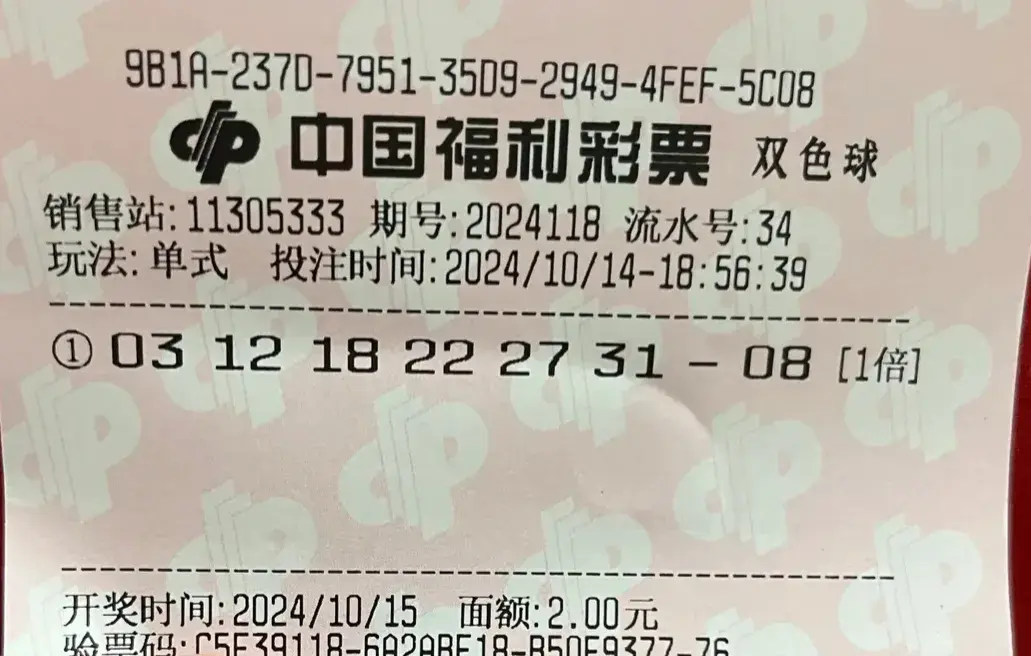 9B1A-237D-7951-35D9-2949-4FEF-5C08
中国福利彩票 双色球
销售站:11305333 期号:2024118 流水号:34
玩法:单式 投注时间:2024/10/14-18:56:39
① 03 12 18 22 27 31 - 08 [1倍]
开奖时间:2024/10/15 面额:2.00元
验票码:C5E39118-6A2ABE18-B50E9377-76